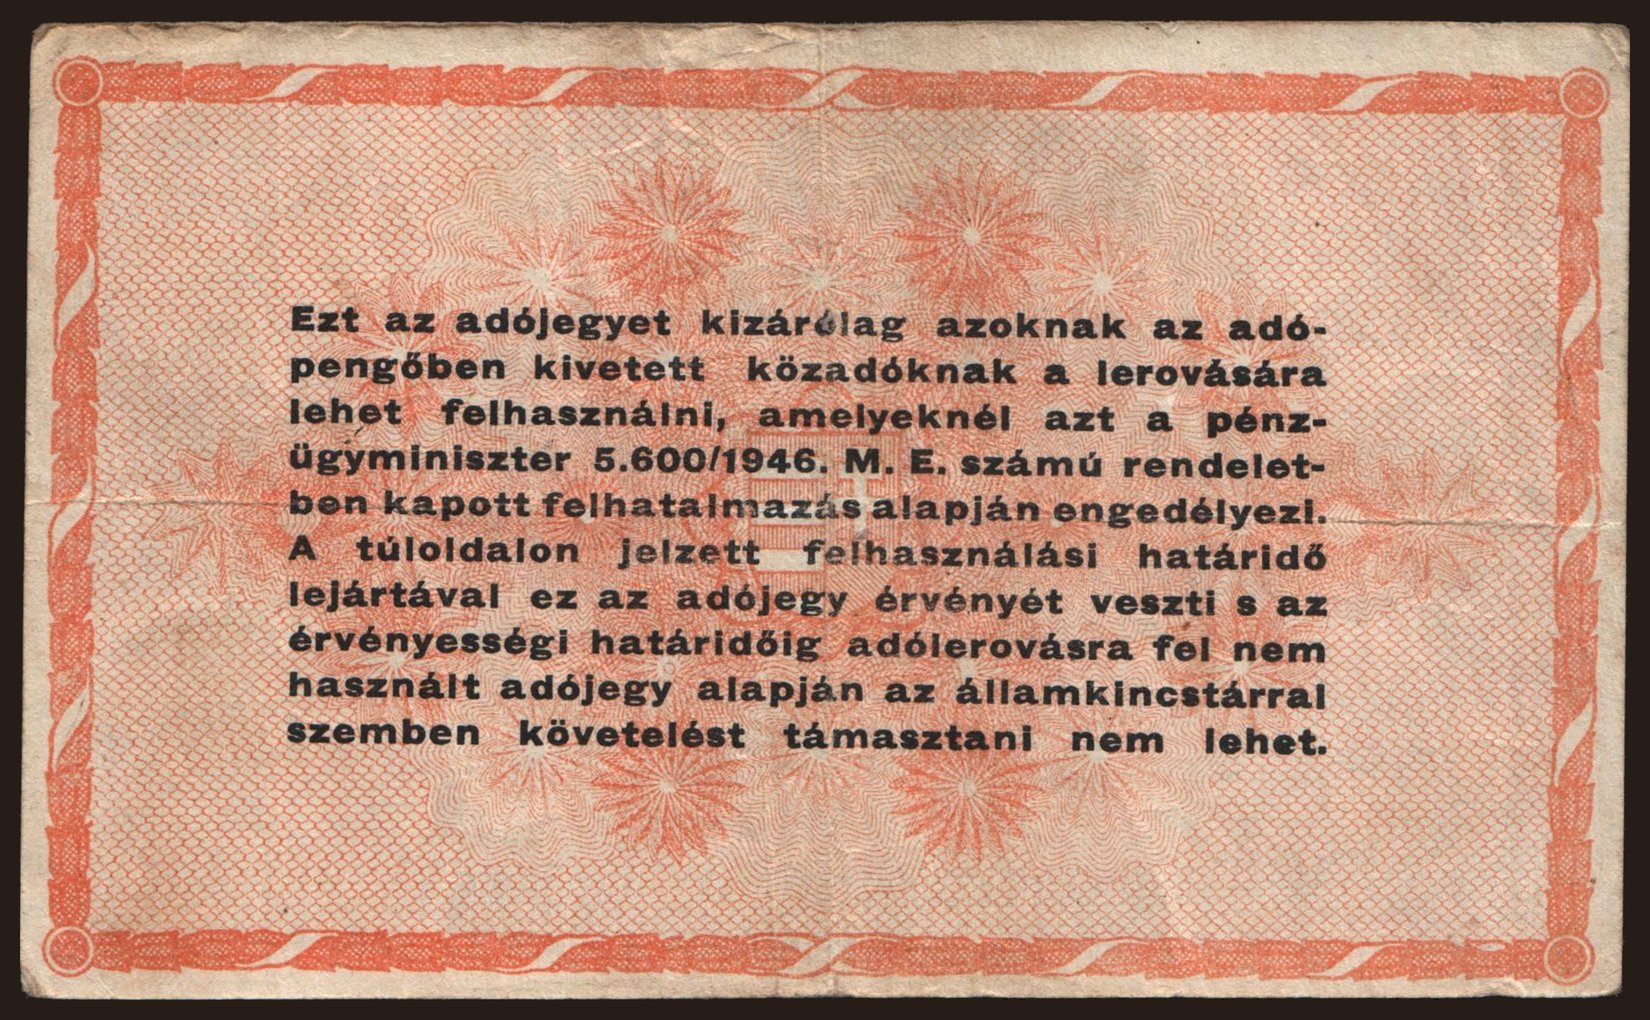 Ezt az adójegyet kizárólag azoknak az adó-
pengőben kivetett közadóknak a lerovására
lehet felhasználni, amelyeknél azt a pénz-
ügyminiszter 5.600/1946. M. E. számú rendelet-
ben kapott felhatalmazás alapján engedélyezi.
A túloldalon jelzett felhasználási határidő
lejártával ez az adójegy érvényét veszti s az
érvényességi határidőig adólerovásra fel nem
használt adójegy alapján az államkincstárral
szemben követelést támasztani nem lehet.